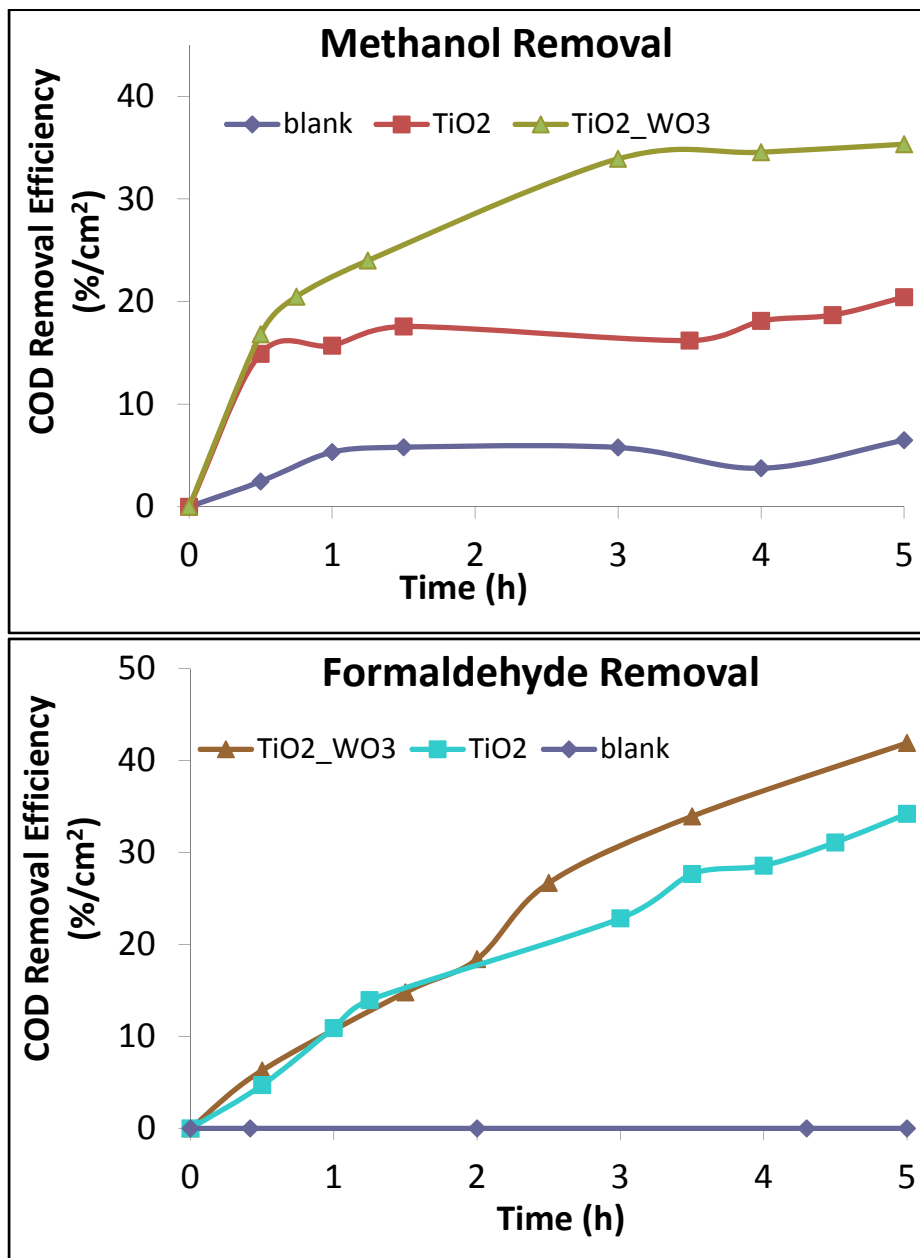 Methanol Removal
COD Removal Efficiency
(%/cm²)
40
30
20
10
0
blank TiO2 TiO2_WO3
0 1 2 3 4 5
Time (h)
Formaldehyde Removal
COD Removal Efficiency
(%/cm²)
50
40
30
20
10
0
TiO2_WO3 TiO2 blank
0 1 2 3 4 5
Time (h)